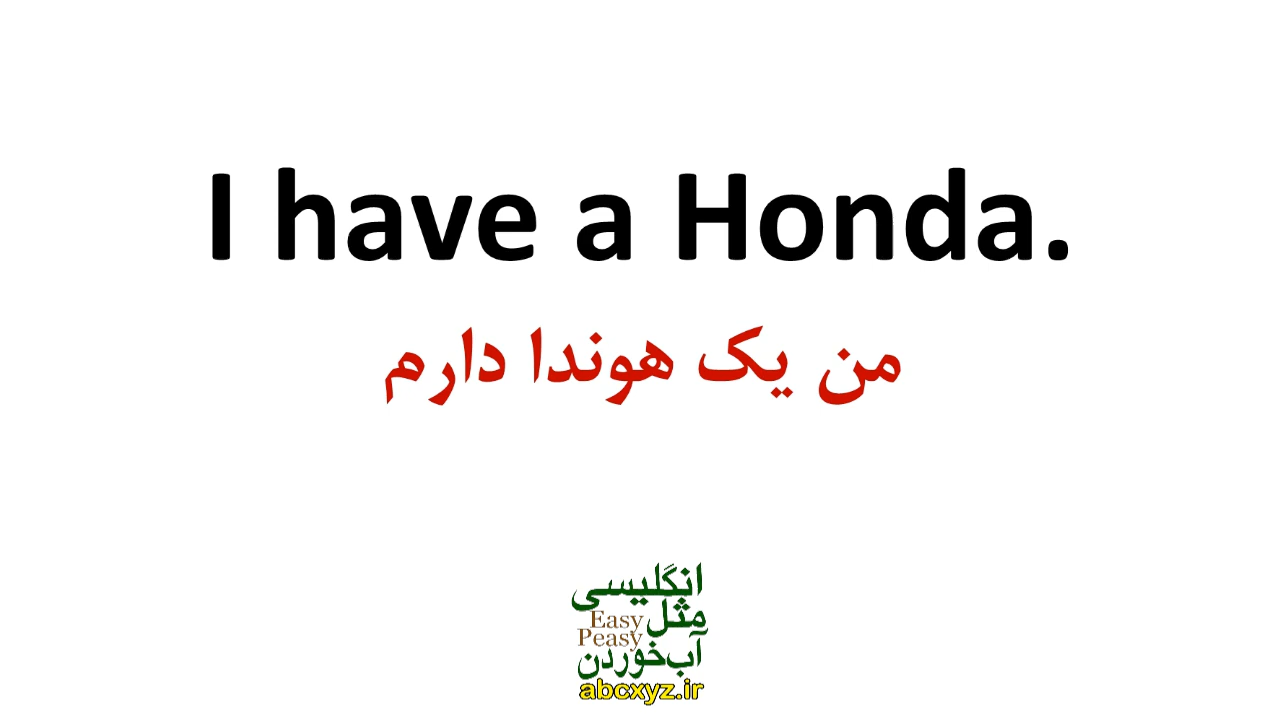 I have a Honda.
من یک هوندا دارم
انگلیسی
مثل
Easy
Peasy
آب‌خوردن
abcxyz.ir